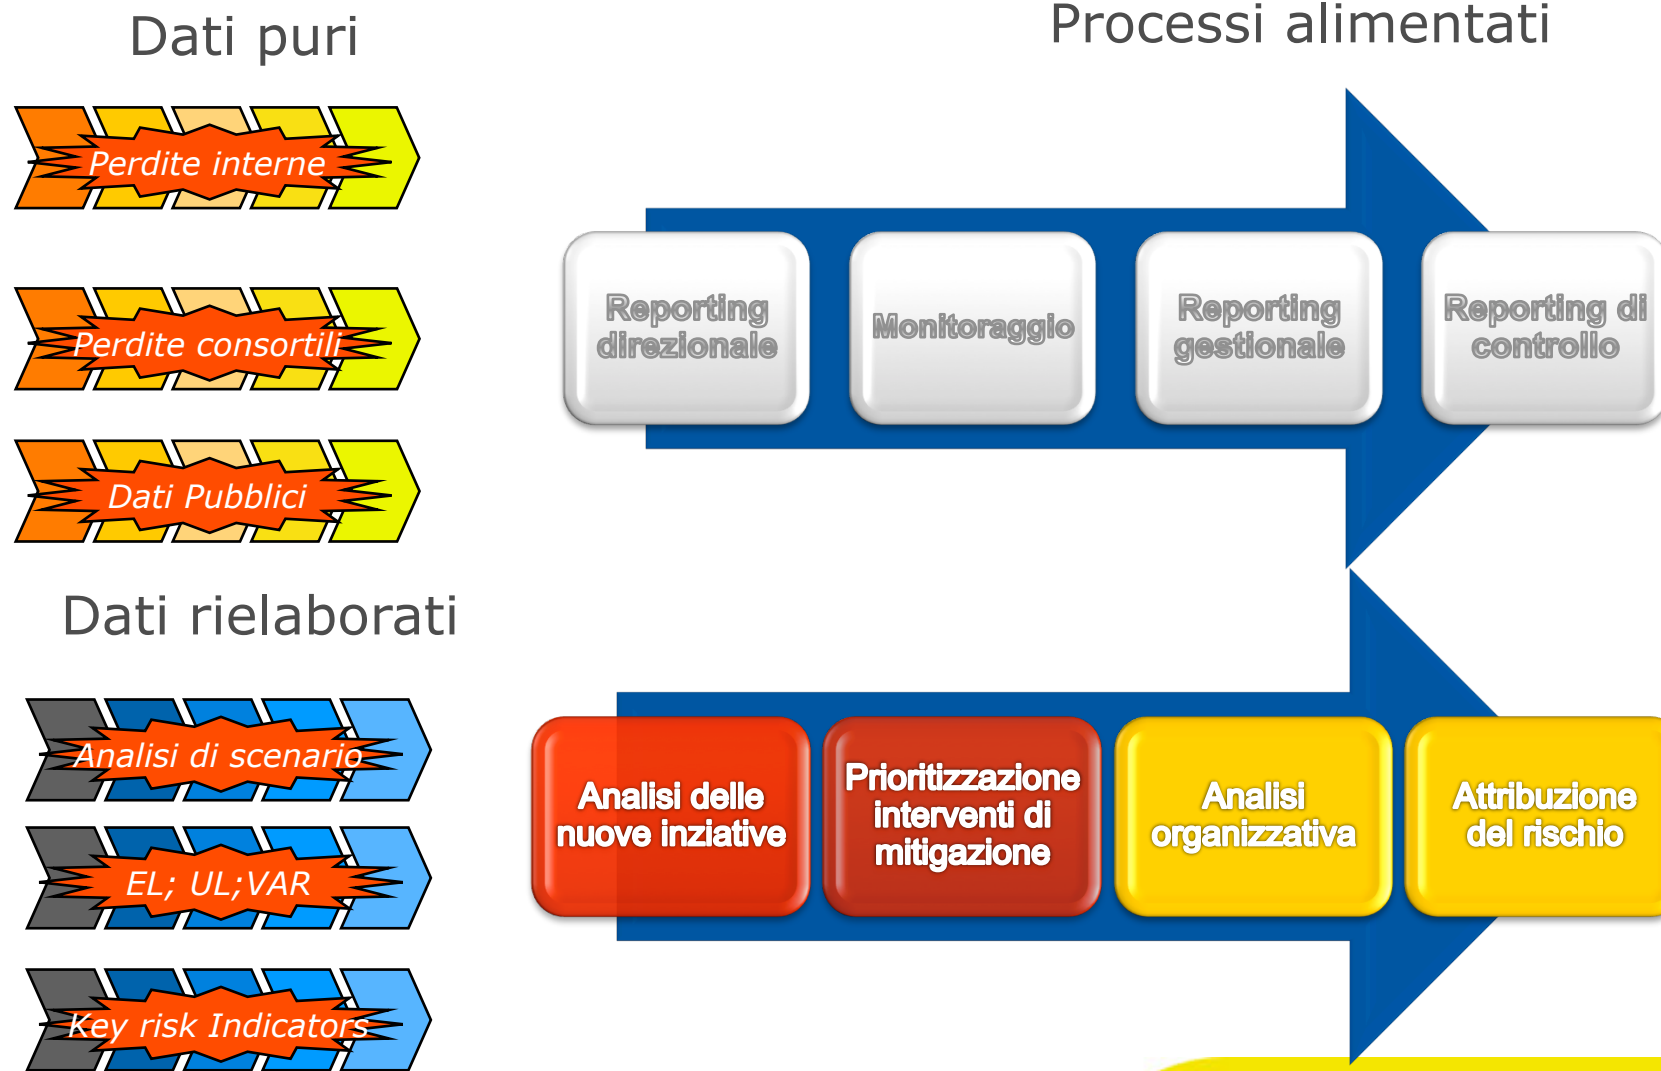 Dati puri
Processi alimentati
Perdite interne
Perdite consortili
Dati Pubblici
Reporting
direzionale
Monitoraggio
Reporting
gestionale
Reporting di
controllo
Dati rielaborati
Analisi di scenario
EL; UL;VAR
Key risk Indicators
Analisi delle
nuove inziative
Prioritizzazione
interventi di
mitigazione
Analisi
organizzativa
Attribuzione
del rischio